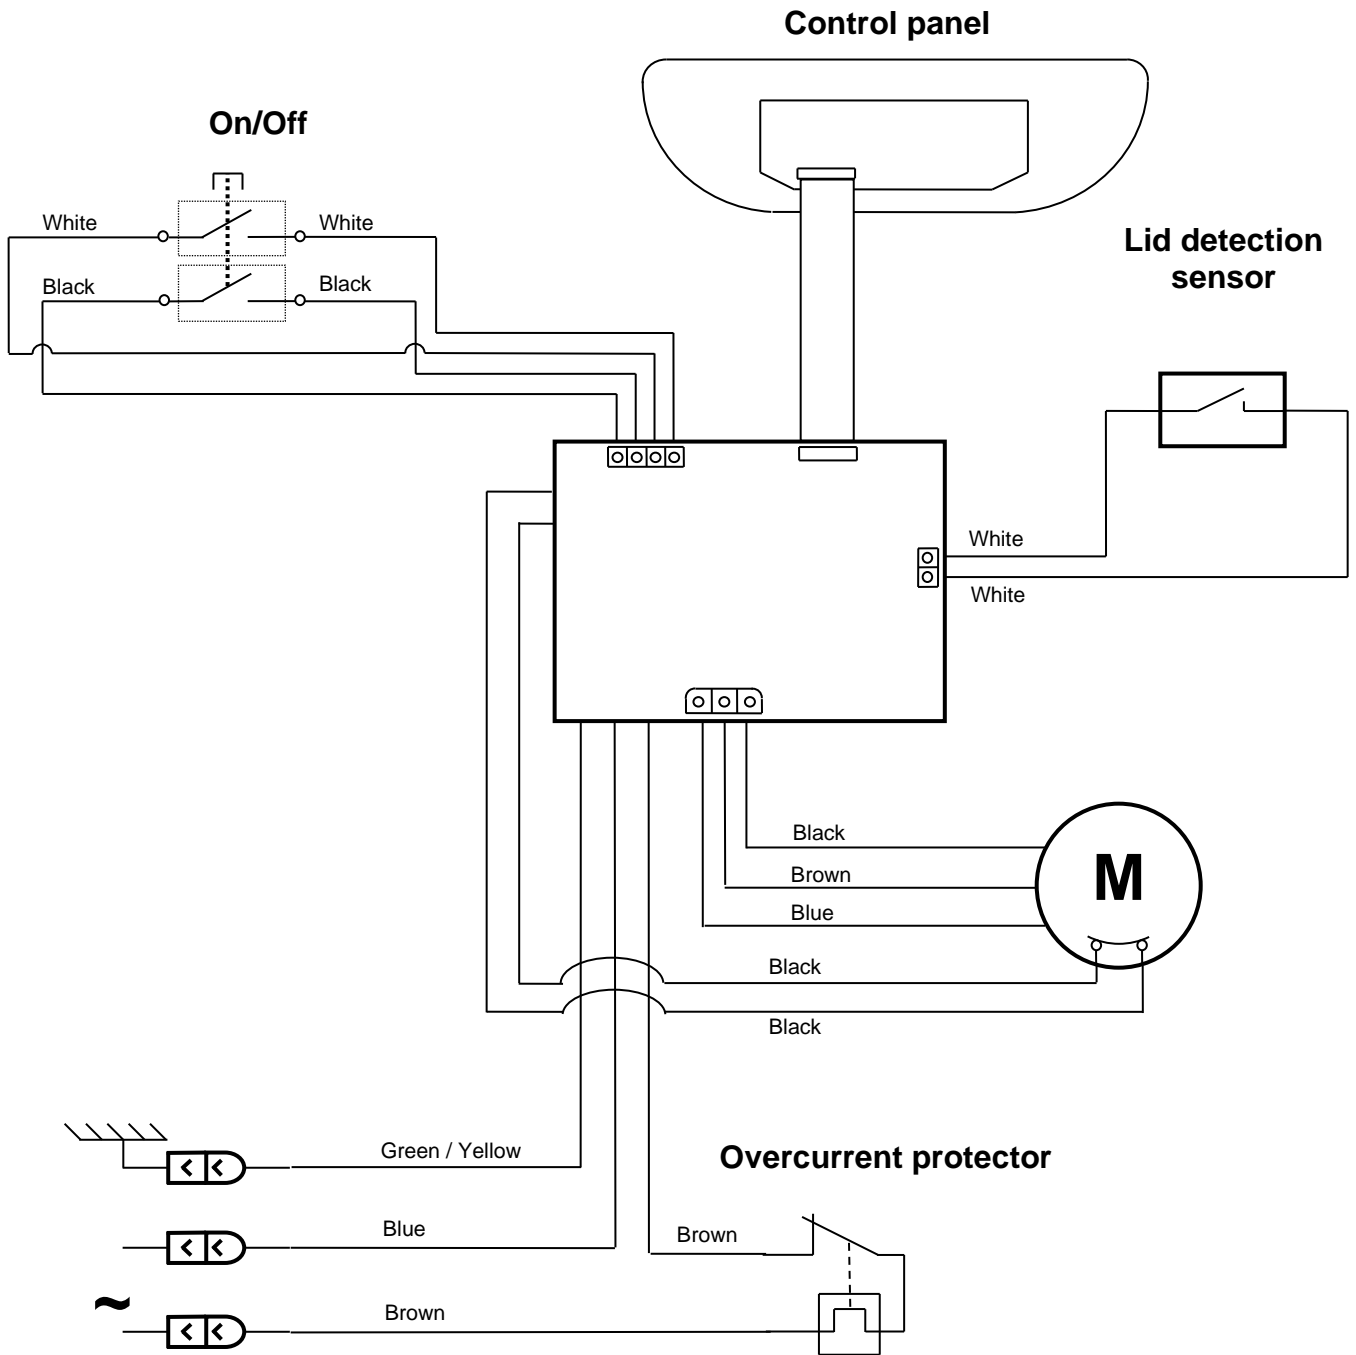 Control panel
On/Off
White
White
Black
Black
Lid detection
sensor
White
White
Black
Brown
Blue
M
Black
Black
Green / Yellow
Overcurrent protector
Blue
Brown
~
Brown